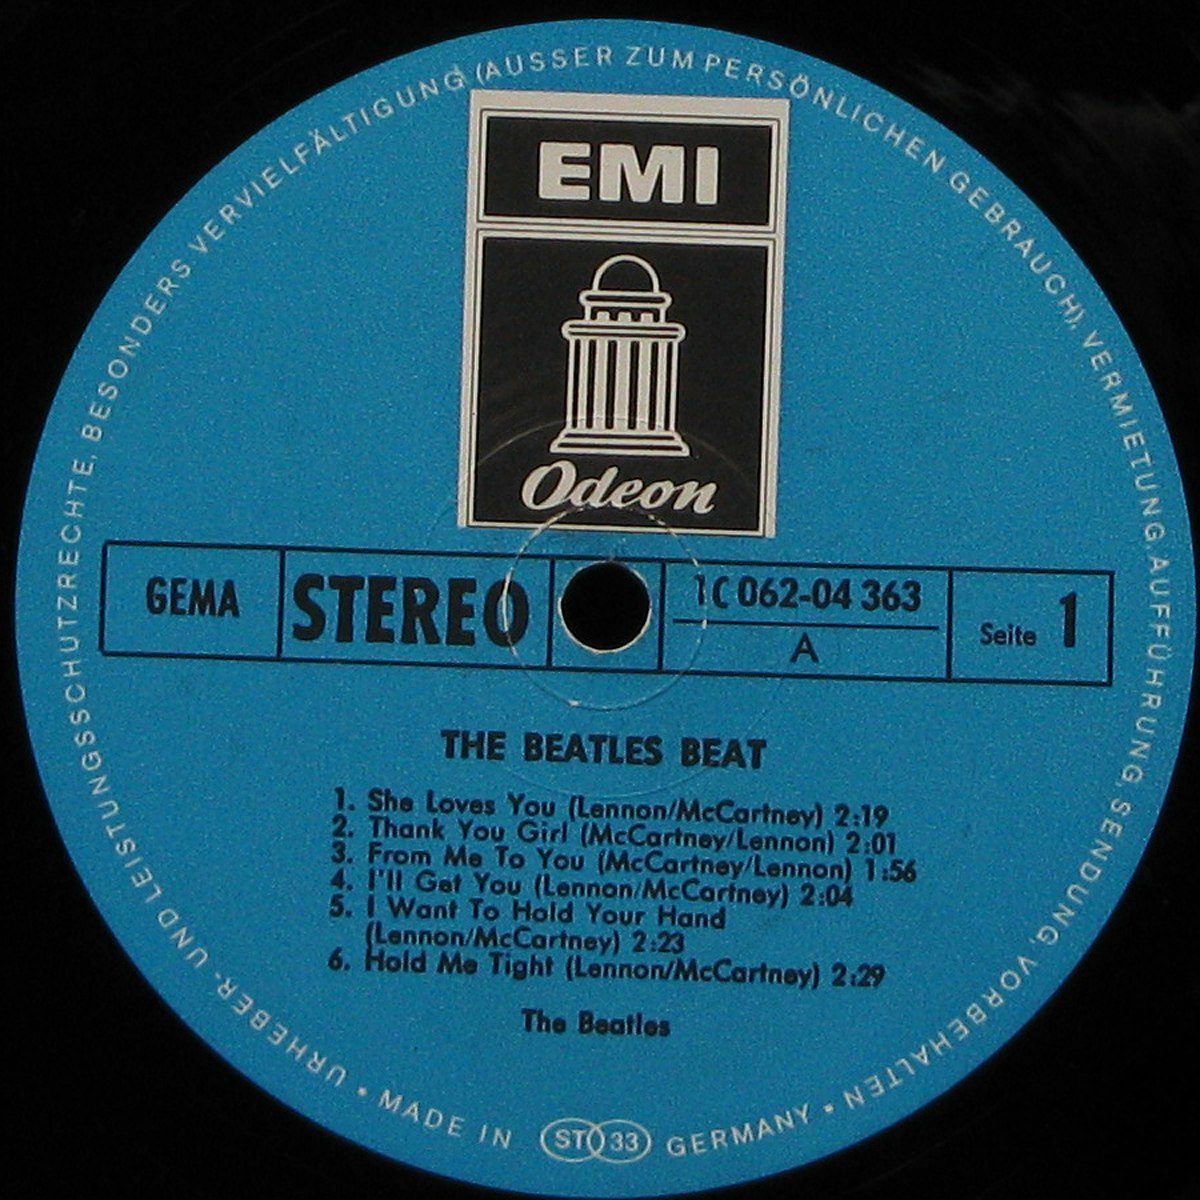 EMI
Odeon
GEMA
STEREO
1C 062-04 363
A
Seite 1
THE BEATLES BEAT
1. She Loves You (Lennon/McCartney) 2:19
2. Thank You Girl (McCartney/Lennon) 2:01
3. From Me To You (McCartney/Lennon) 1:56
4. I'll Get You (Lennon/McCartney) 2:04
5. I Want To Hold Your Hand
(Lennon/McCartney) 2:23
6. Hold Me Tight (Lennon/McCartney) 2:29
The Beatles
URHEBER- UND LEISTUNGSSCHUTZRECHTE, BESONDERS VERVIELFÄLTIGUNG (AUSSER ZUM PERSÖNLICHEN GEBRAUCH), VERMIETUNG, AUFFÜHRUNG, SENDUNG, VORBEHALTEN •
MADE IN ST 33 GERMANY •